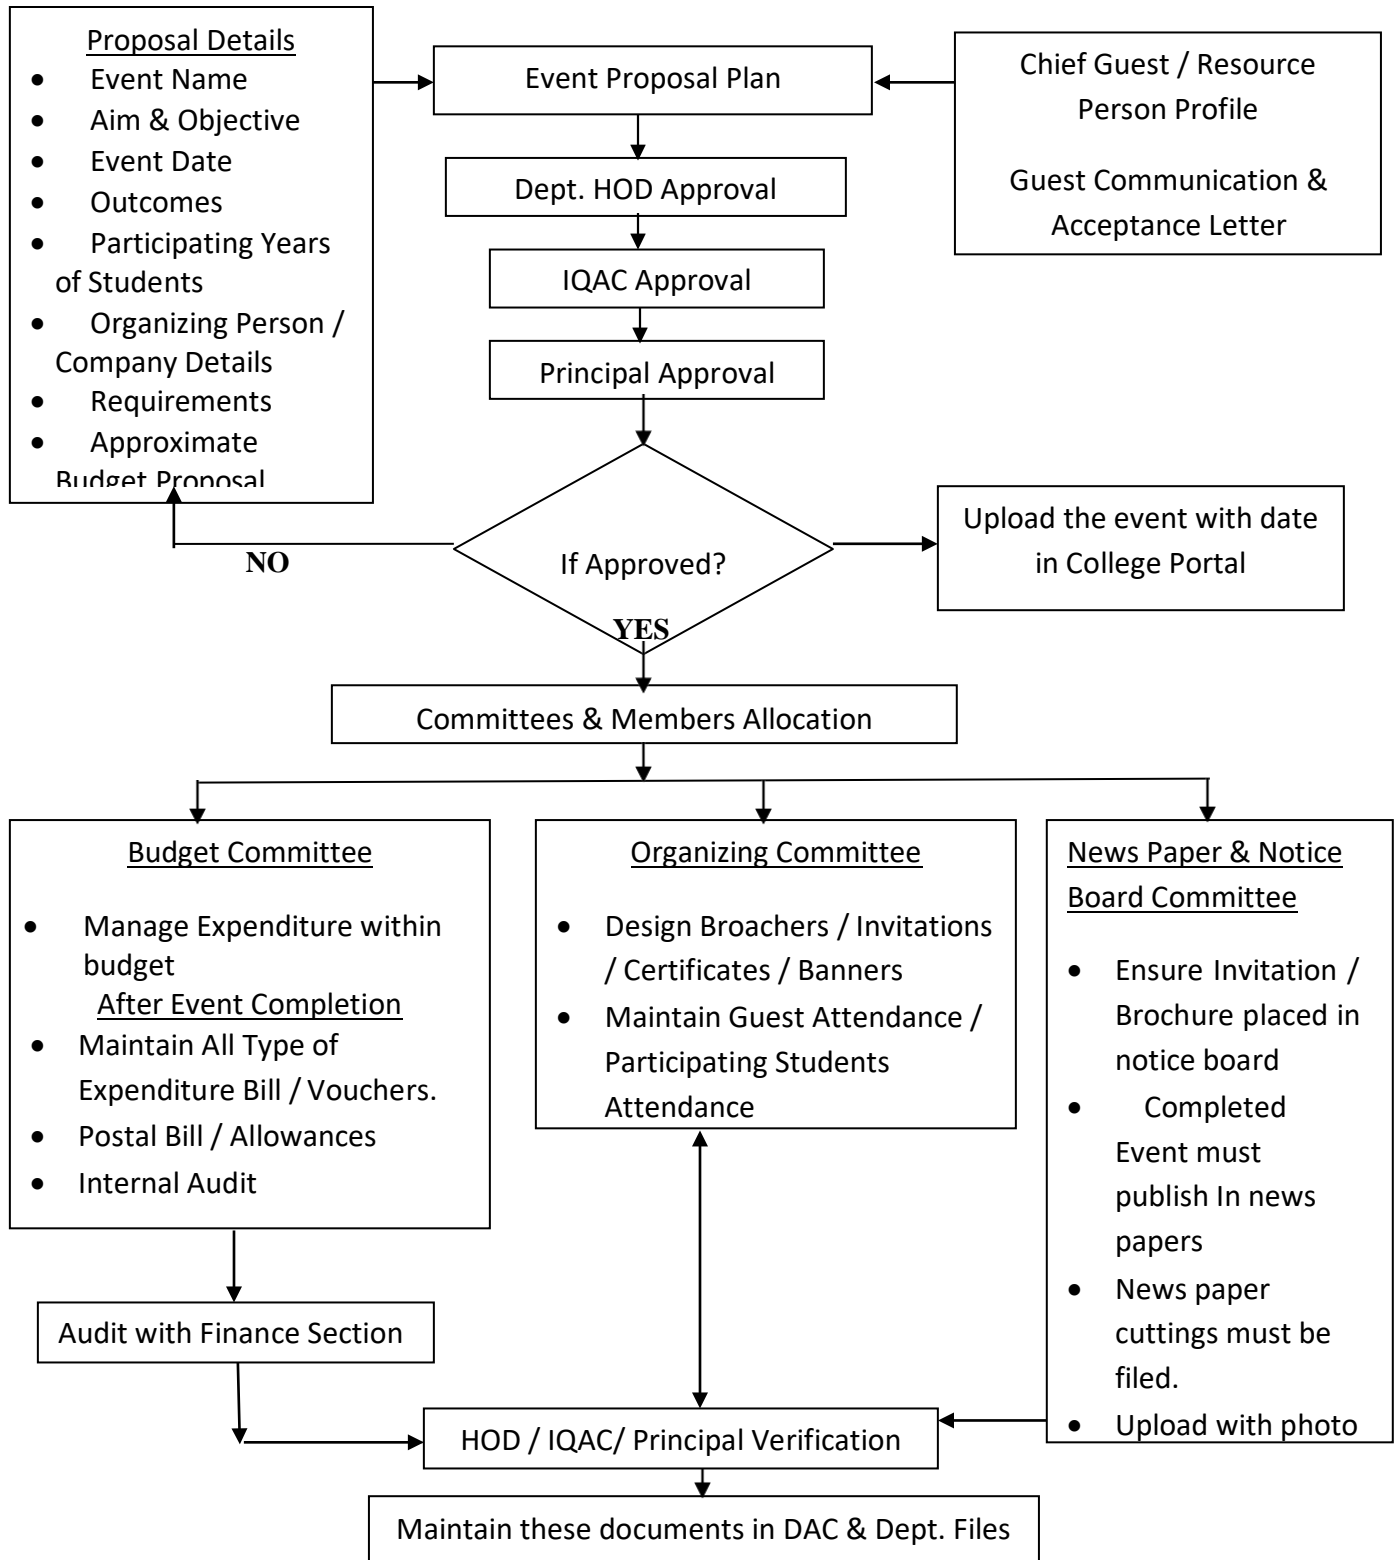 Proposal Details
• Event Name
• Aim & Objective
• Event Date
• Outcomes
• Participating Years
of Students
• Organizing Person /
Company Details
• Requirements
• Approximate
Budget Proposal
Event Proposal Plan
Chief Guest / Resource
Person Profile
Guest Communication &
Acceptance Letter
Dept. HOD Approval
IQAC Approval
Principal Approval
If Approved?
NO
YES
Upload the event with date
in College Portal
Committees & Members Allocation
Budget Committee
• Manage Expenditure within
budget
After Event Completion
• Maintain All Type of
Expenditure Bill / Vouchers.
• Postal Bill / Allowances
• Internal Audit
Organizing Committee
• Design Broachers / Invitations
/ Certificates / Banners
• Maintain Guest Attendance /
Participating Students
Attendance
News Paper & Notice
Board Committee
• Ensure Invitation /
Brochure placed in
notice board
• Completed
Event must
publish In news
papers
• News paper
cuttings must be
filed.
• Upload with photo
Audit with Finance Section
HOD / IQAC/ Principal Verification
Maintain these documents in DAC & Dept. Files